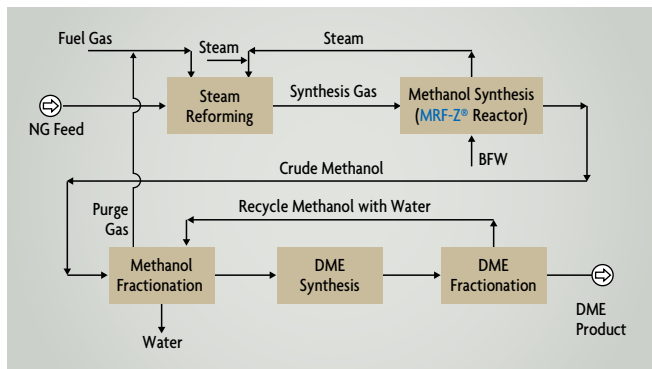 Fuel Gas
Steam
Steam
Steam
Reforming
Synthesis Gas
Methanol Synthesis
(MRF-Z® Reactor)
NG Feed
BFW
Crude Methanol
Purge
Gas
Recycle Methanol with Water
Methanol
Fractionation
DME
Synthesis
DME
Fractionation
DME
Product
Water